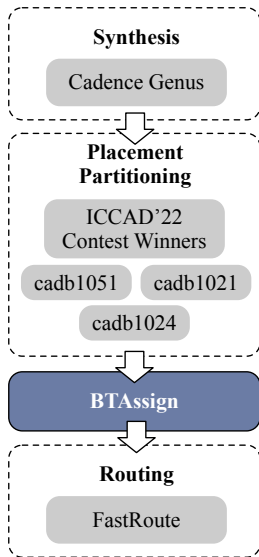 Synthesis
Cadence Genus
Placement
Partitioning
ICCAD’22
Contest Winners
cadb1051 cadb1021
cadb1024
BTAssign
Routing
FastRoute